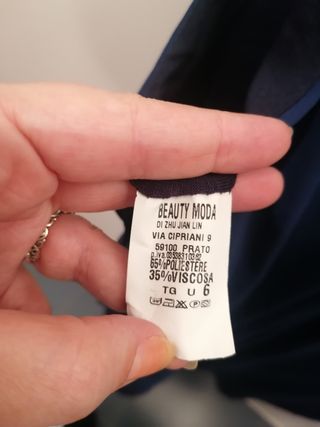 BEAUTY MODA
DI ZHU JIAN LIN
VIA CIPRIANI 9
59100 PRATO
65%POLIESTERE
35%VISCOSA
TG U 6